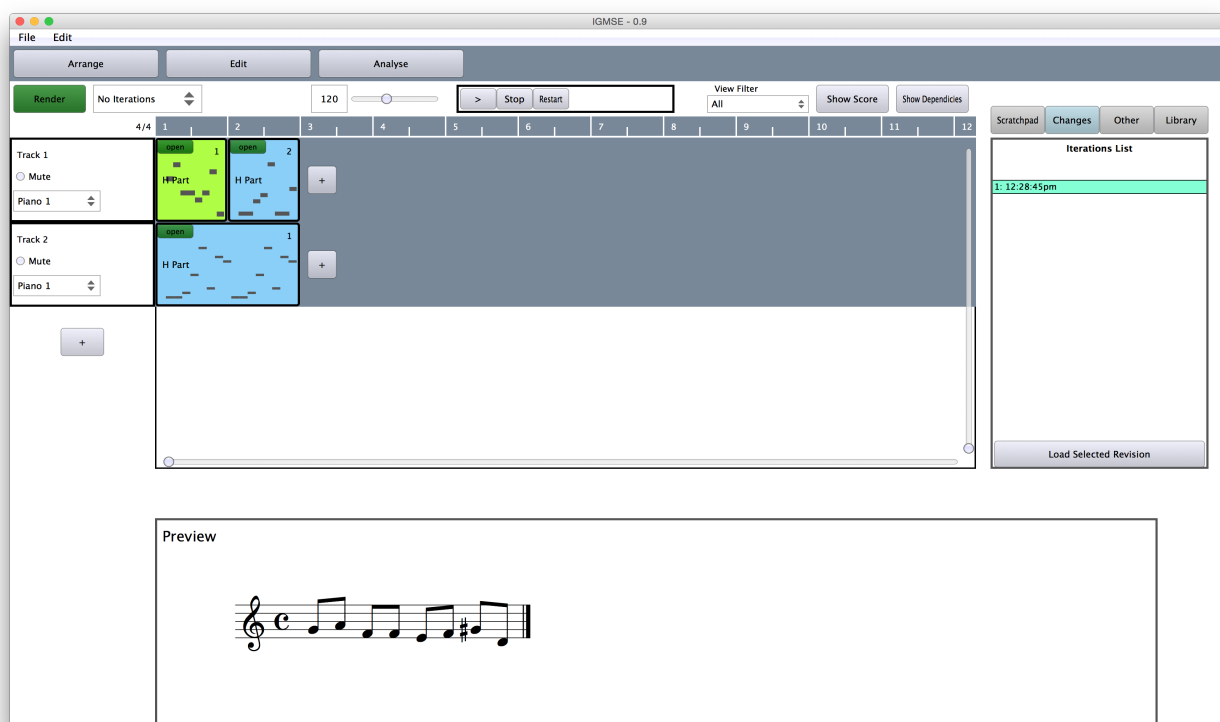 IGMSE - 0.9
File Edit
Arrange Edit Analyse
Render No Iterations 120 > Stop Restart View Filter All Show Score Show Dependicies
Scratchpad Changes Other Library
4/4 1 2 3 4 5 6 7 8 9 10 11 12
Iterations List
1: 12:28:45pm
Track 1
Mute
Piano 1
open 1
H Part
open 2
H Part
+
Track 2
Mute
Piano 1
open 1
H Part
+
+
Load Selected Revision
Preview